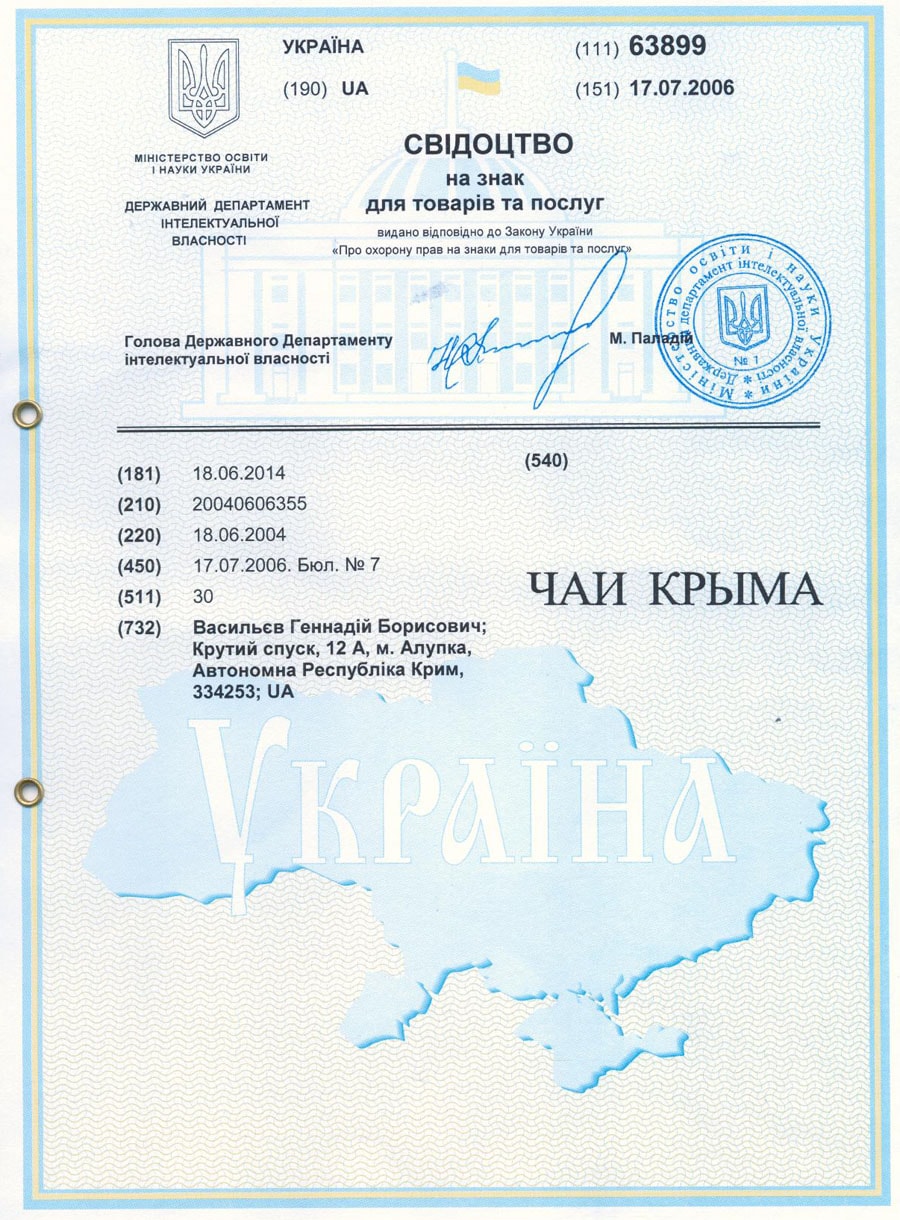 УКРАЇНА
(111) 63899
(190) UA
(151) 17.07.2006
МІНІСТЕРСТВО ОСВІТИ
І НАУКИ УКРАЇНИ
ДЕРЖАВНИЙ ДЕПАРТАМЕНТ
ІНТЕЛЕКТУАЛЬНОЇ
ВЛАСНОСТІ
СВІДОЦТВО
на знак
для товарів та послуг
видано відповідно до Закону України
«Про охорону прав на знаки для товарів та послуг»
Голова Державного Департаменту
інтелектуальної власності
М. Паладій
Міністерство освіти і науки України
Державний департамент інтелектуальної власності
№ 1
(181) 18.06.2014
(210) 20040606355
(220) 18.06.2004
(450) 17.07.2006. Бюл. № 7
(511) 30
(732) Васильєв Геннадій Борисович;
Крутий спуск, 12 А, м. Алупка,
Автономна Республіка Крим,
334253; UA
(540)
ЧАИ КРЫМА
УКРАЇНА